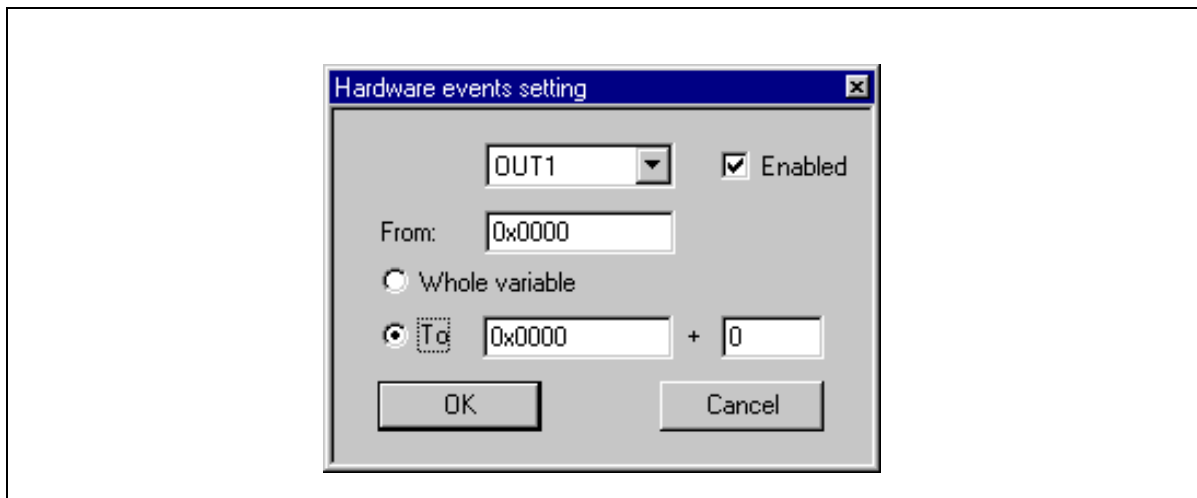 Hardware events setting
OUT1 Enabled
From: 0x0000
Whole variable
To 0x0000 + 0
OK Cancel